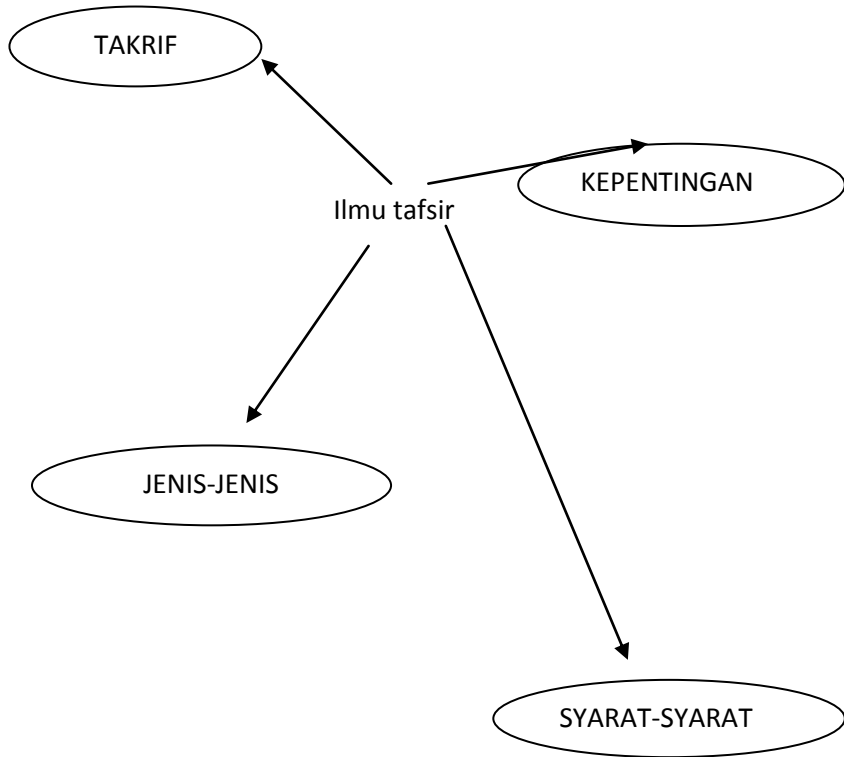 TAKRIF
KEPENTINGAN
Ilmu tafsir
JENIS-JENIS
SYARAT-SYARAT